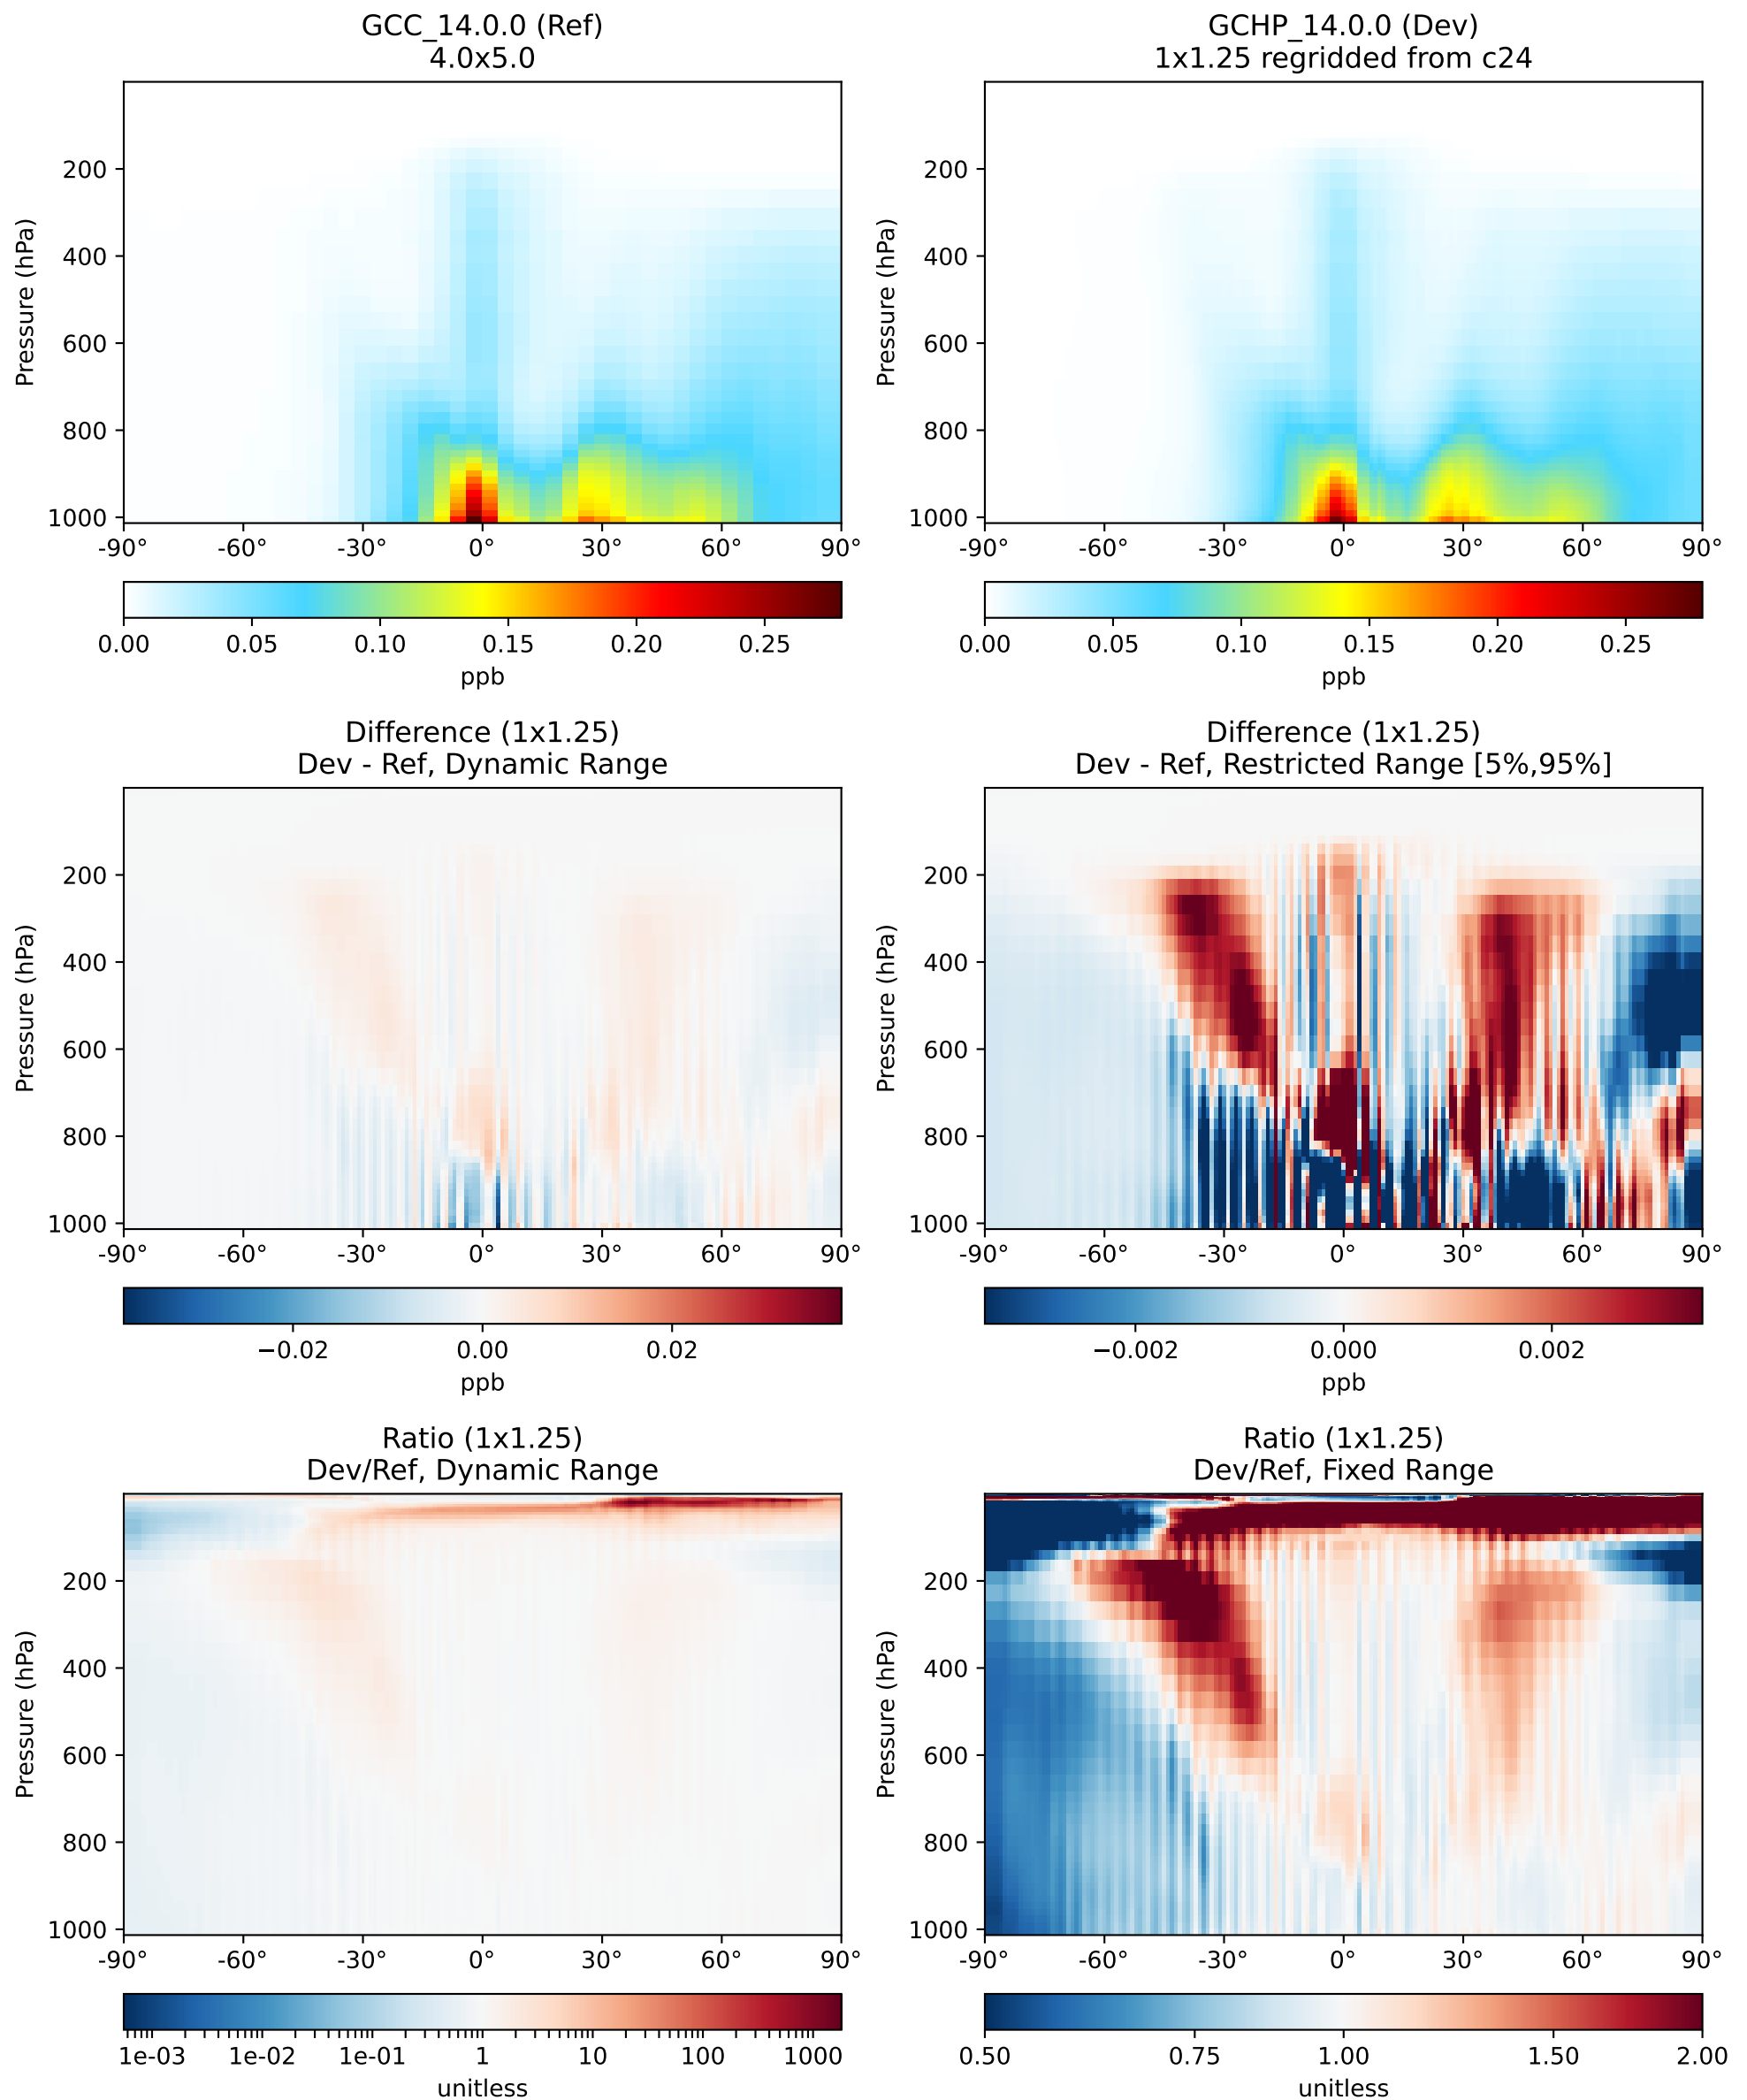 GCC_14.0.0 (Ref)
4.0x5.0
Pressure (hPa)
200
400
600
800
1000
-90° -60° -30° 0° 30° 60° 90°
0.00 0.05 0.10 0.15 0.20 0.25
ppb
GCHP_14.0.0 (Dev)
1x1.25 regridded from c24
Pressure (hPa)
200
400
600
800
1000
-90° -60° -30° 0° 30° 60° 90°
0.00 0.05 0.10 0.15 0.20 0.25
ppb
Difference (1x1.25)
Dev - Ref, Dynamic Range
Pressure (hPa)
200
400
600
800
1000
-90° -60° -30° 0° 30° 60° 90°
−0.02 0.00 0.02
ppb
Difference (1x1.25)
Dev - Ref, Restricted Range [5%,95%]
Pressure (hPa)
200
400
600
800
1000
-90° -60° -30° 0° 30° 60° 90°
−0.002 0.000 0.002
ppb
Ratio (1x1.25)
Dev/Ref, Dynamic Range
Pressure (hPa)
200
400
600
800
1000
-90° -60° -30° 0° 30° 60° 90°
1e-03 1e-02 1e-01 1 10 100 1000
unitless
Ratio (1x1.25)
Dev/Ref, Fixed Range
Pressure (hPa)
200
400
600
800
1000
-90° -60° -30° 0° 30° 60° 90°
0.50 0.75 1.00 1.50 2.00
unitless